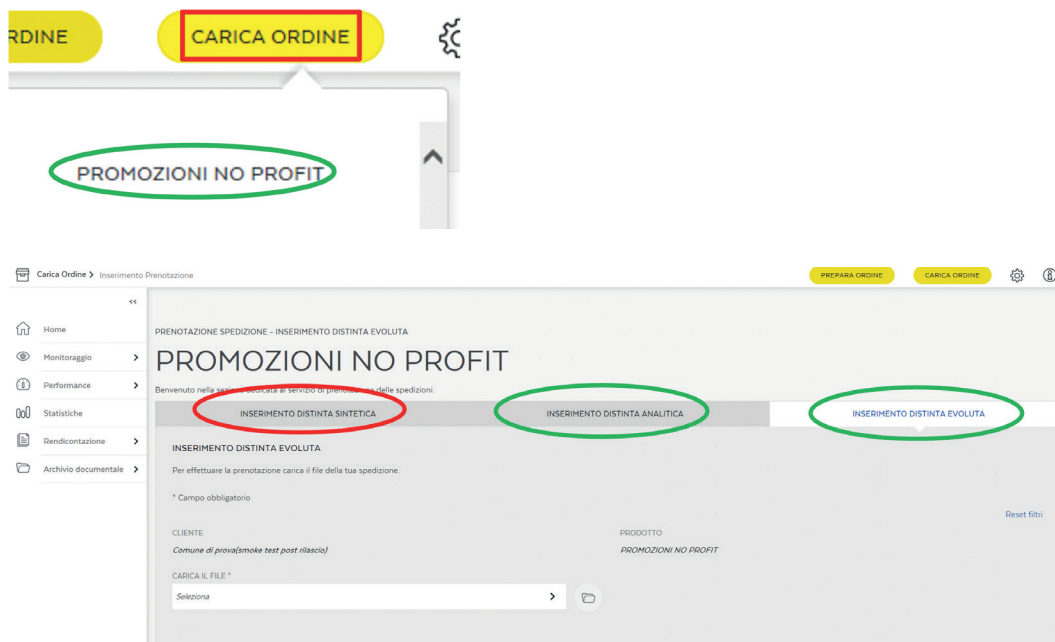 RDINE
CARICA ORDINE
PROMOZIONI NO PROFIT
Carica Ordine > Inserimento Prenotazione
PREPARA ORDINE
CARICA ORDINE
<<
Home
Monitoraggio >
Performance >
Statistiche
Rendicontazione >
Archivio documentale >
PRENOTAZIONE SPEDIZIONE - INSERIMENTO DISTINTA EVOLUTA
PROMOZIONI NO PROFIT
Benvenuto nella sezione dedicata al servizio di prenotazione delle spedizioni.
INSERIMENTO DISTINTA SINTETICA
INSERIMENTO DISTINTA ANALITICA
INSERIMENTO DISTINTA EVOLUTA
INSERIMENTO DISTINTA EVOLUTA
Per effettuare la prenotazione carica il file della tua spedizione.
* Campo obbligatorio
Reset filtri
CLIENTE
PRODOTTO
Comune di prova(smoke test post rilascio)
PROMOZIONI NO PROFIT
CARICA IL FILE *
Seleziona >